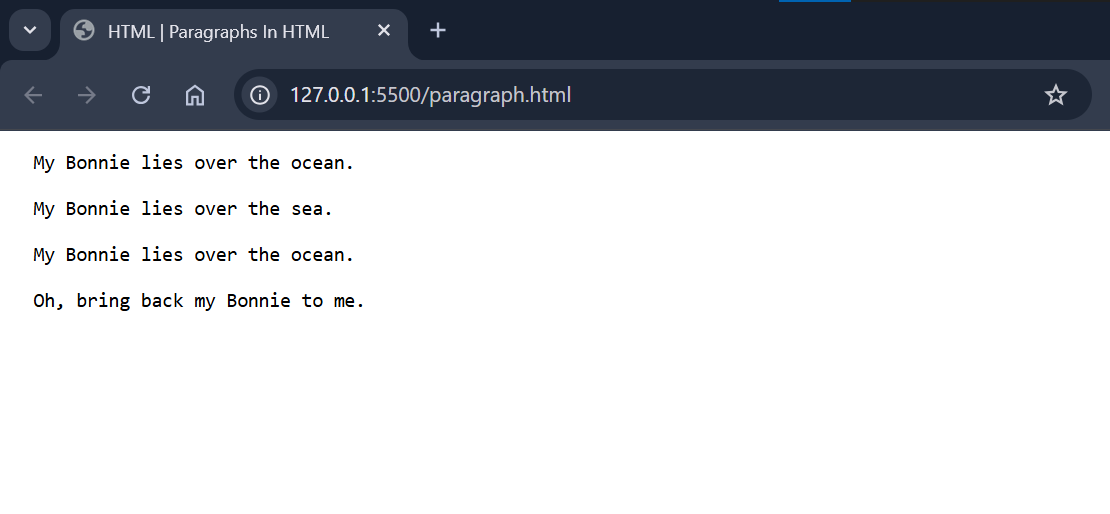 HTML | Paragraphs In HTML
127.0.0.1:5500/paragraph.html
My Bonnie lies over the ocean.
My Bonnie lies over the sea.
My Bonnie lies over the ocean.
Oh, bring back my Bonnie to me.